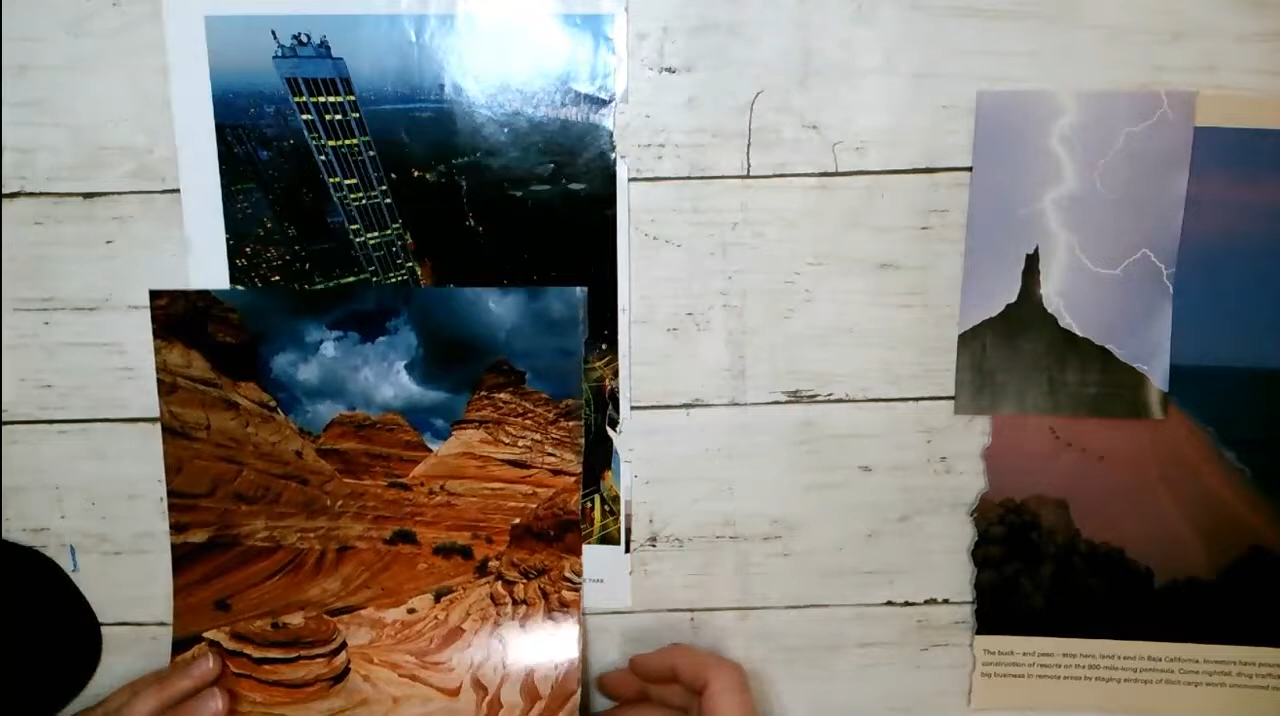 E PARK
The buck – and peso – stop here, land's end in Baja California. Investors have pour
construction of resorts on the 800-mile-long peninsula. Come nightfall, drug traffic
big business in remote areas by staging airdrops of illicit cargo worth uncounted